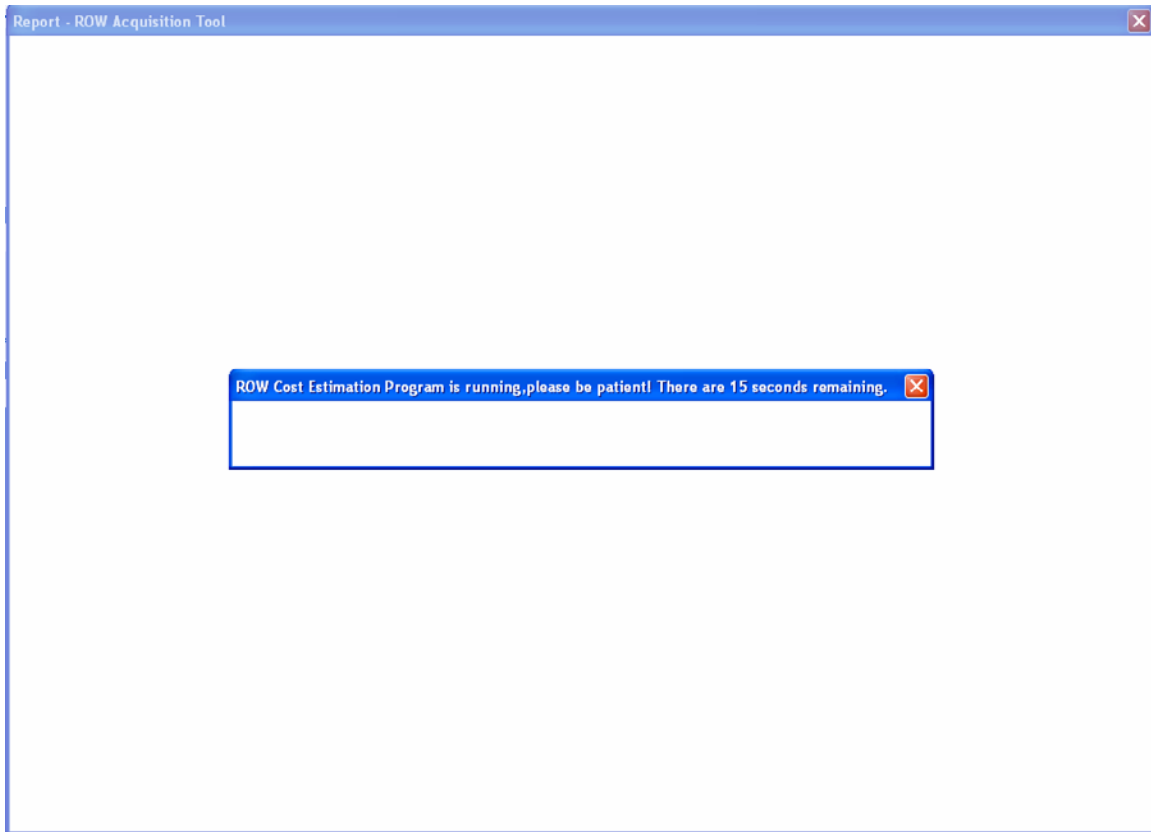 Report - ROW Acquisition Tool
ROW Cost Estimation Program is running,please be patient! There are 15 seconds remaining.